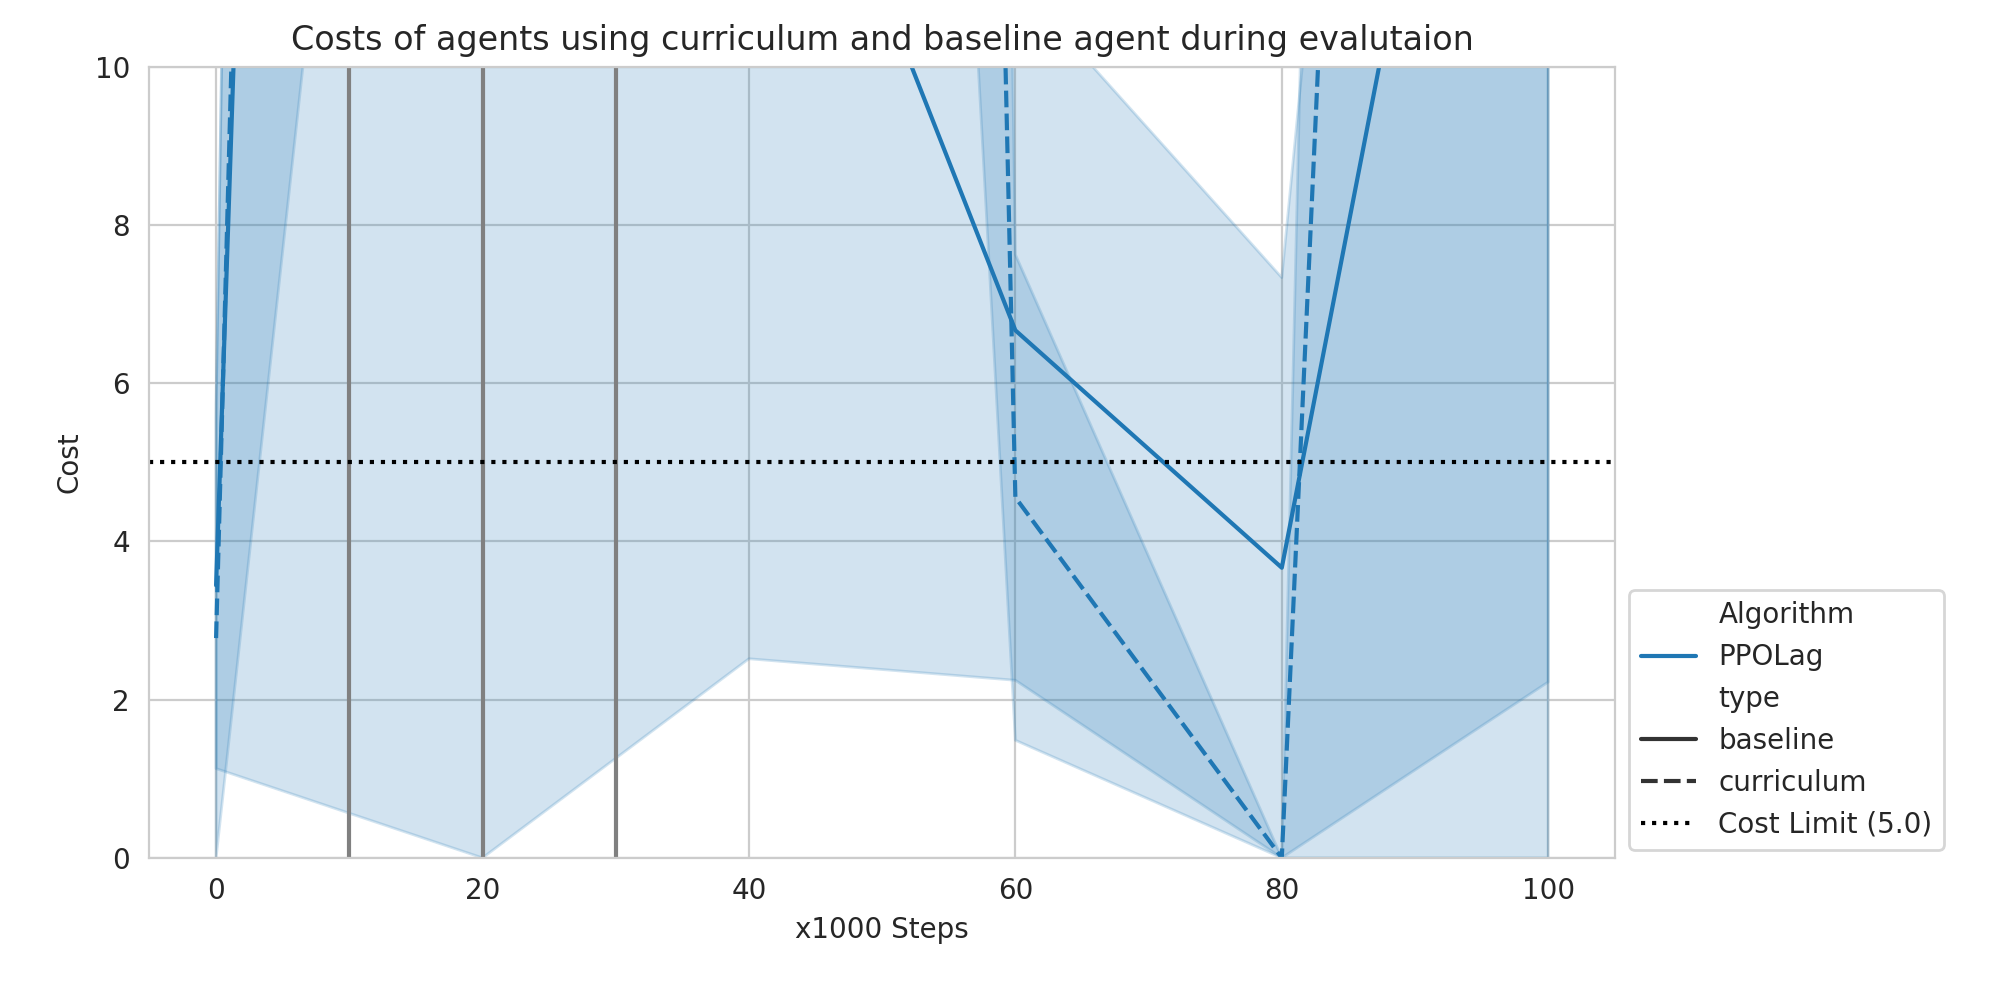 Costs of agents using curriculum and baseline agent during evalutaion
10
8
6
4
2
0
Cost
0 20 40 60 80 100
x1000 Steps
Algorithm
PPOLag
type
baseline
curriculum
Cost Limit (5.0)